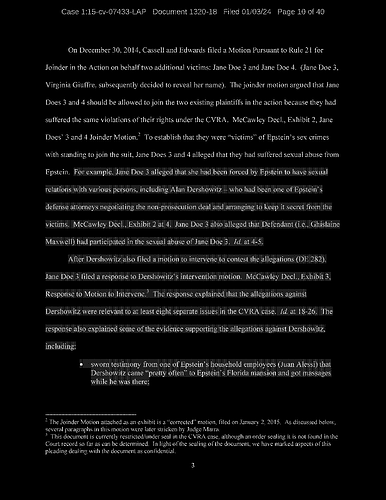 Case 1:15-cv-07433-LAP   Document 1320-18   Filed 01/03/24   Page 10 of 40
On December 30, 2014, Cassell and Edwards filed a Motion Pursuant to Rule 21 for
Joinder in the Action on behalf two additional victims: Jane Doe 3 and Jane Doe 4.  (Jane Doe 3,
Virginia Giuffre, subsequently decided to reveal her name).  The joinder motion argued that Jane
Does 3 and 4 should be allowed to join the two existing plaintiffs in the action because they had
suffered the same violations of their rights under the CVRA.  McCawley Decl., Exhibit 2, Jane
Does' 3 and 4 Joinder Motion.2  To establish that they were "victims" of Epstein's sex crimes
with standing to join the suit, Jane Does 3 and 4 alleged that they had suffered sexual abuse from
Epstein.  For example, Jane Doe 3 alleged that she had been forced by Epstein to have sexual
relations with various persons, including Alan Dershowitz – who had been one of Epstein's
defense attorneys negotiating the non-prosecution deal and arranging to keep it secret from the
victims.  McCawley Decl., Exhibit 2 at 4.  Jane Doe 3 also alleged that Defendant (i.e., Ghislaine
Maxwell) had participated in the sexual abuse of Jane Doe 3.  Id. at 4-5.
After Dershowitz also filed a motion to intervene to contest the allegations (DE 282),
Jane Doe 3 filed a response to Dershowitz's intervention motion.  McCawley Decl., Exhibit 3,
Response to Motion to Intervene.3  The response explained that the allegations against
Dershowitz were relevant to at least eight separate issues in the CVRA case.  Id. at 18-26.  The
response also explained some of the evidence supporting the allegations against Dershowitz,
including:
• sworn testimony from one of Epstein's household employees (Juan Alessi) that
Dershowitz came "pretty often" to Epstein's Florida mansion and got massages
while he was there;
2 The Joinder Motion attached as an exhibit is a "corrected" motion, filed on January 2, 2015.  As discussed below,
several paragraphs in this motion were later stricken by Judge Marra.
3 This document is currently restricted/under seal in the CVRA case, although an order sealing it is not found in the
Court record so far as can be determined.  In light of the sealing of the document, we have marked aspects of this
pleading dealing with the document as confidential.
3